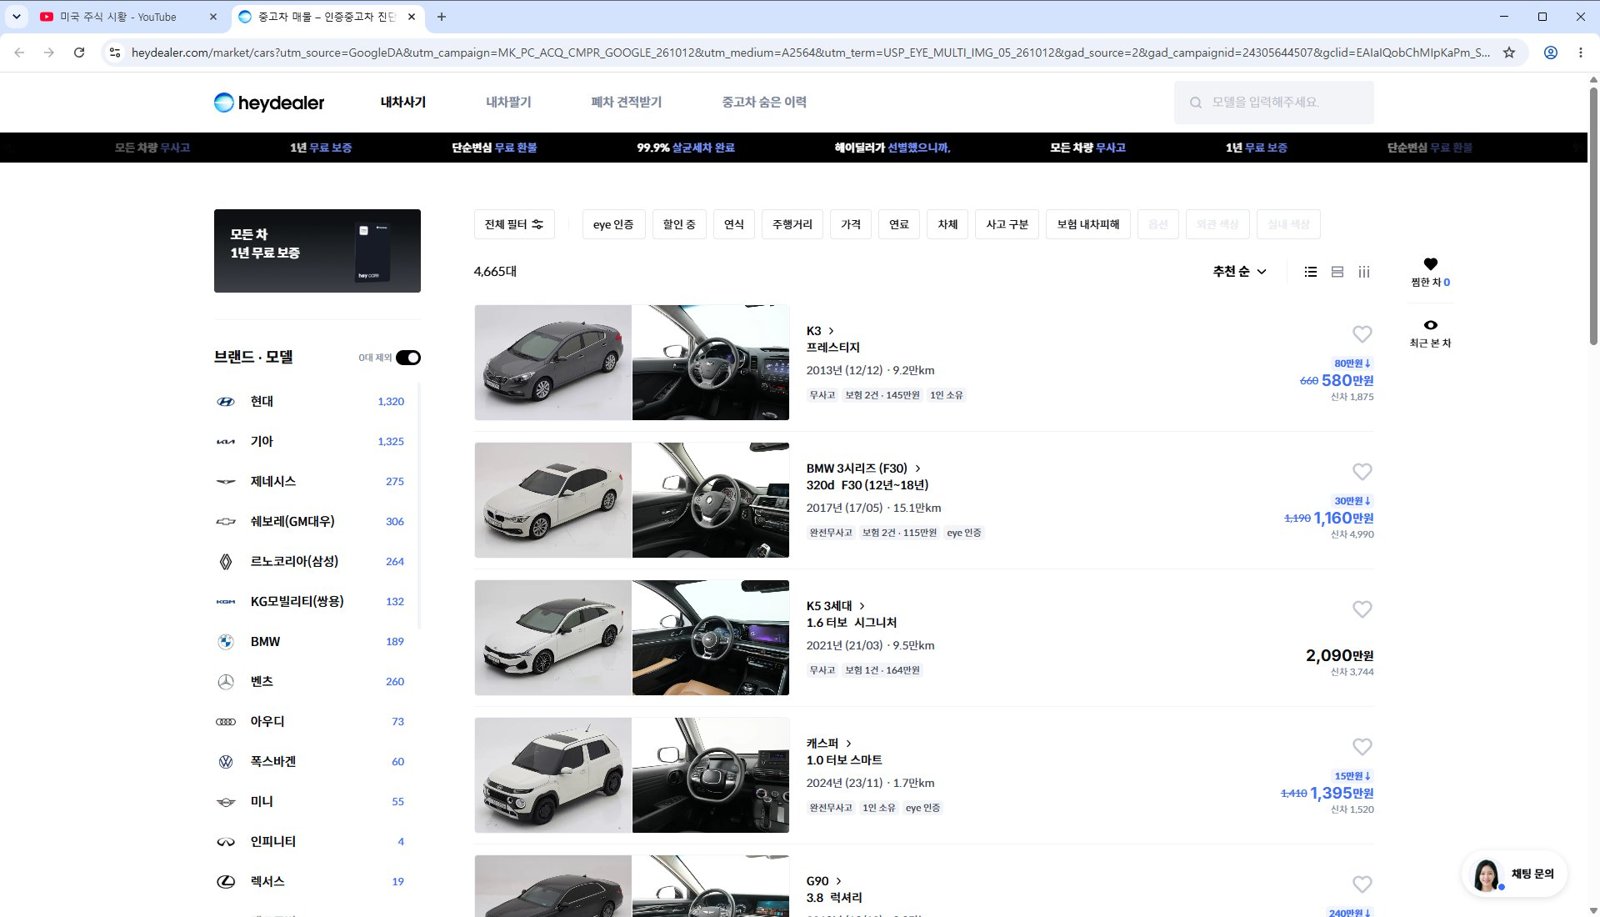 미국 주식 시황 - YouTube
중고차 매물 – 인증중고차 진단
heydealer.com/market/cars?utm_source=GoogleDA&utm_campaign=MK_PC_ACQ_CMPR_GOOGLE_261012&utm_medium=A2564&utm_term=USP_EYE_MULTI_IMG_05_261012&gad_source=2&gad_campaignid=24305644507&gclid=EAIaIQobChMIpKaPm_S...
heydealer
내차사기
내차팔기
폐차 견적받기
중고차 숨은 이력
모델을 입력해주세요.
모든 차량 무사고
1년 무료 보증
단순변심 무료 환불
99.9% 살균세차 완료
헤이딜러가 선별했으니까,
모든 차량 무사고
1년 무료 보증
단순변심 무료 환불
모든 차
1년 무료 보증
hey care
브랜드 · 모델
0대 제외
현대 1,320
기아 1,325
제네시스 275
쉐보레(GM대우) 306
르노코리아(삼성) 264
KGM
KG모빌리티(쌍용) 132
BMW 189
벤츠 260
아우디 73
폭스바겐 60
미니 55
인피니티 4
렉서스 19
전체 필터
eye 인증
할인 중
연식
주행거리
가격
연료
차체
사고 구분
보험 내차피해
옵션
외관 색상
실내 색상
4,665대
추천 순
K3
프레스티지
2013년 (12/12) · 9.2만km
무사고 보험 2건 · 145만원 1인 소유
80만원↓
660 580만원
신차 1,875
BMW 3시리즈 (F30)
320d F30 (12년~18년)
2017년 (17/05) · 15.1만km
완전무사고 보험 2건 · 115만원 eye 인증
30만원↓
1,190 1,160만원
신차 4,990
K5 3세대
1.6 터보 시그니처
2021년 (21/03) · 9.5만km
무사고 보험 1건 · 164만원
2,090만원
신차 3,744
캐스퍼
1.0 터보 스마트
2024년 (23/11) · 1.7만km
완전무사고 1인 소유 eye 인증
15만원↓
1,410 1,395만원
신차 1,520
G90
3.8 럭셔리
240만원↓
찜한 차 0
최근 본 차
채팅 문의